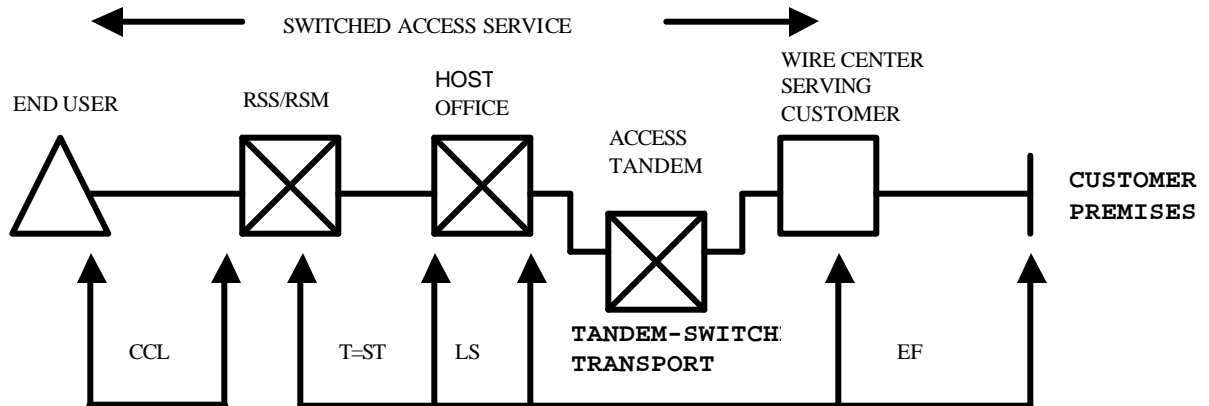 SWITCHED ACCESS SERVICE
WIRE CENTER
SERVING
CUSTOMER
HOST
OFFICE
RSS/RSM
END USER
ACCESS
TANDEM
CUSTOMER
PREMISES
TANDEM-SWITCH
TRANSPORT
CCL
T=ST
LS
EF